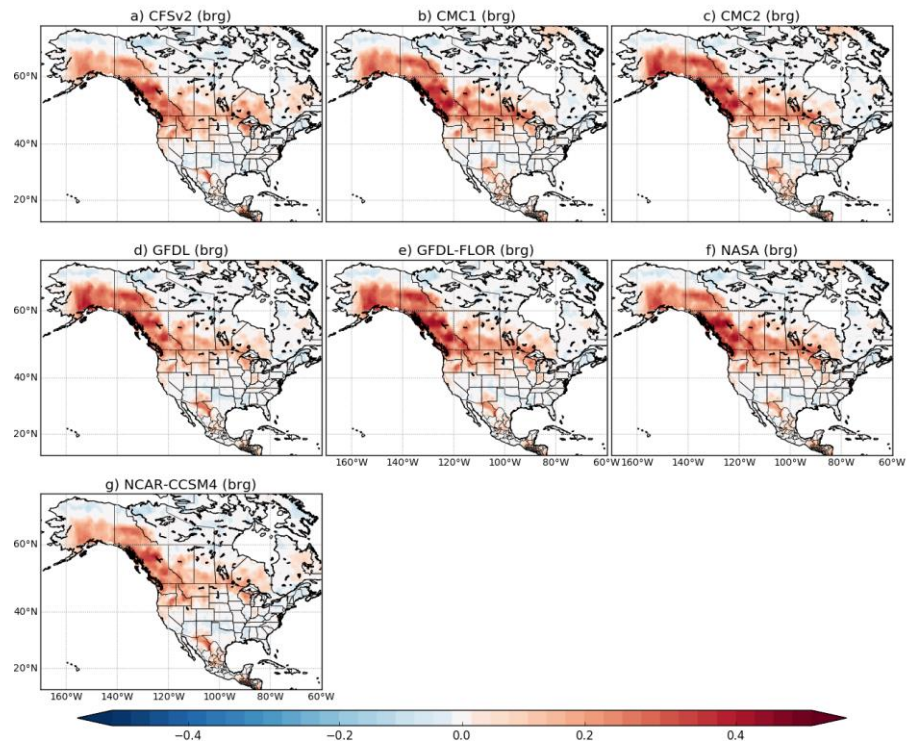 a) CFSv2 (brg)
b) CMC1 (brg)
c) CMC2 (brg)
60°N
40°N
20°N
d) GFDL (brg)
e) GFDL-FLOR (brg)
f) NASA (brg)
60°N
40°N
20°N
160°W 140°W 120°W 100°W 80°W 60°W 160°W 140°W 120°W 100°W 80°W 60°W
g) NCAR-CCSM4 (brg)
60°N
40°N
20°N
160°W 140°W 120°W 100°W 80°W 60°W
−0.4 −0.2 0.0 0.2 0.4